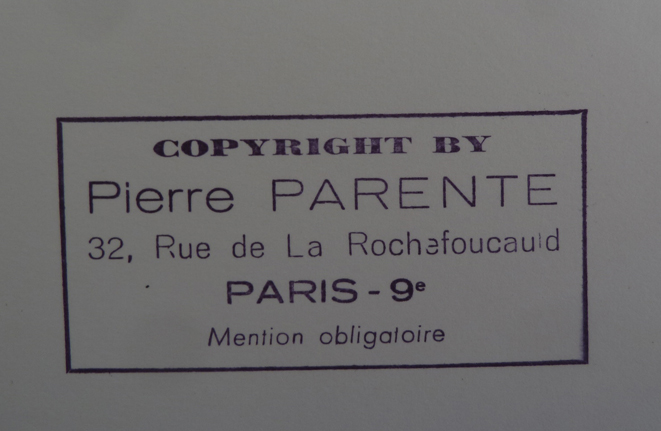 COPYRIGHT BY
Pierre PARENTE
32, Rue de La Rochefoucauld
PARIS - 9e
Mention obligatoire